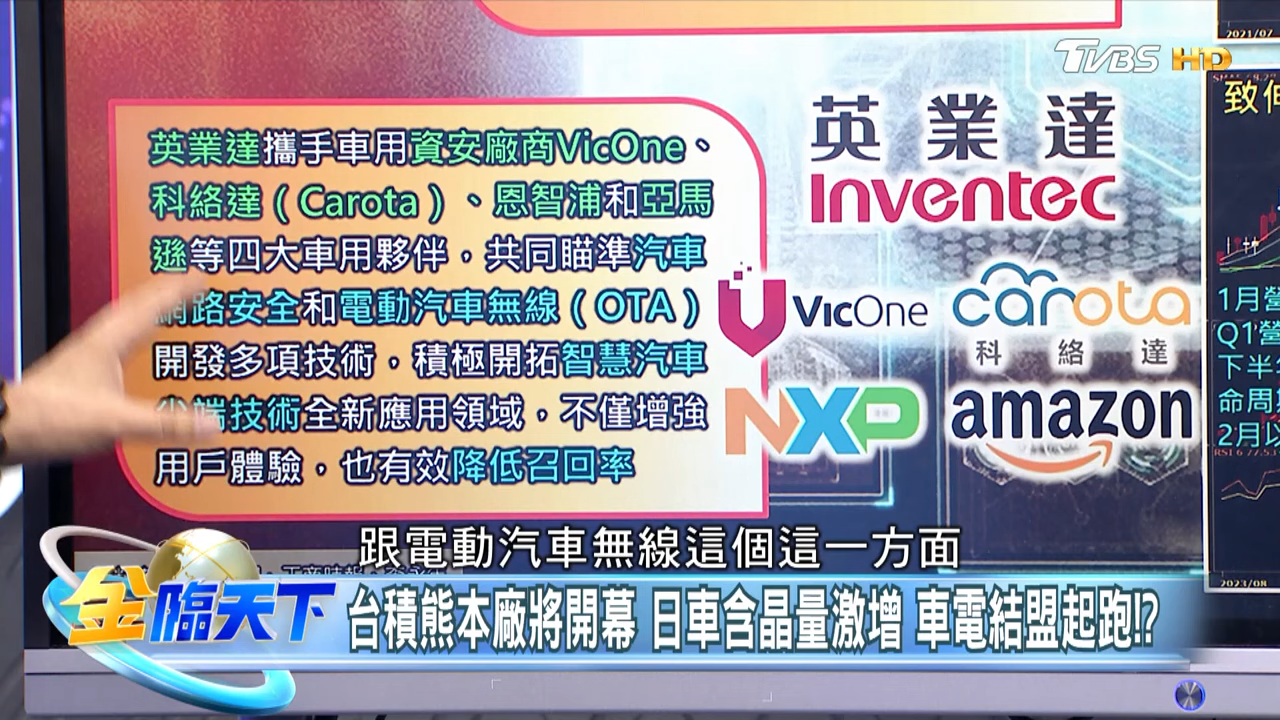 2021/07
TVBS HD
致伸
英業達攜手車用資安廠商VicOne、
科絡達（Carota）、恩智浦和亞馬
遜等四大車用夥伴，共同瞄準汽車
網路安全和電動汽車無線（OTA）
開發多項技術，積極開拓智慧汽車
尖端技術全新應用領域，不僅增強
用戶體驗，也有效降低召回率
英業達
Inventec
VicOne
carota
科絡達
NXP
amazon
1月營
Q1營
下半
命周
2月以
2023/08
跟電動汽車無線這個這一方面
金臨天下
台積熊本廠將開幕 日車含晶量激增 車電結盟起跑!?